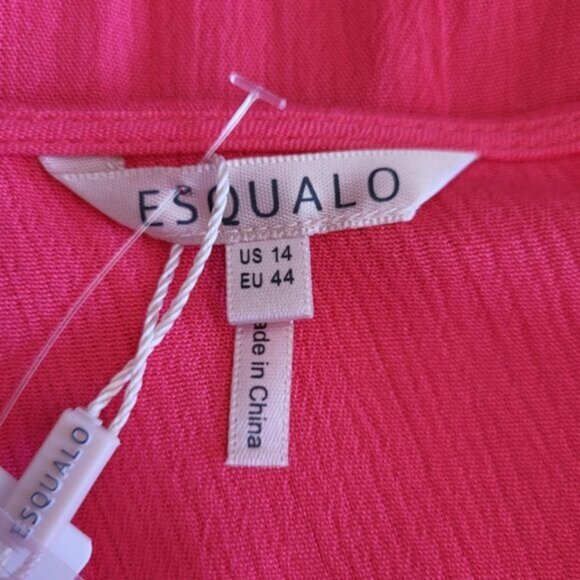 ESQUALO
US 14
EU 44
ade in China
ESQUALO